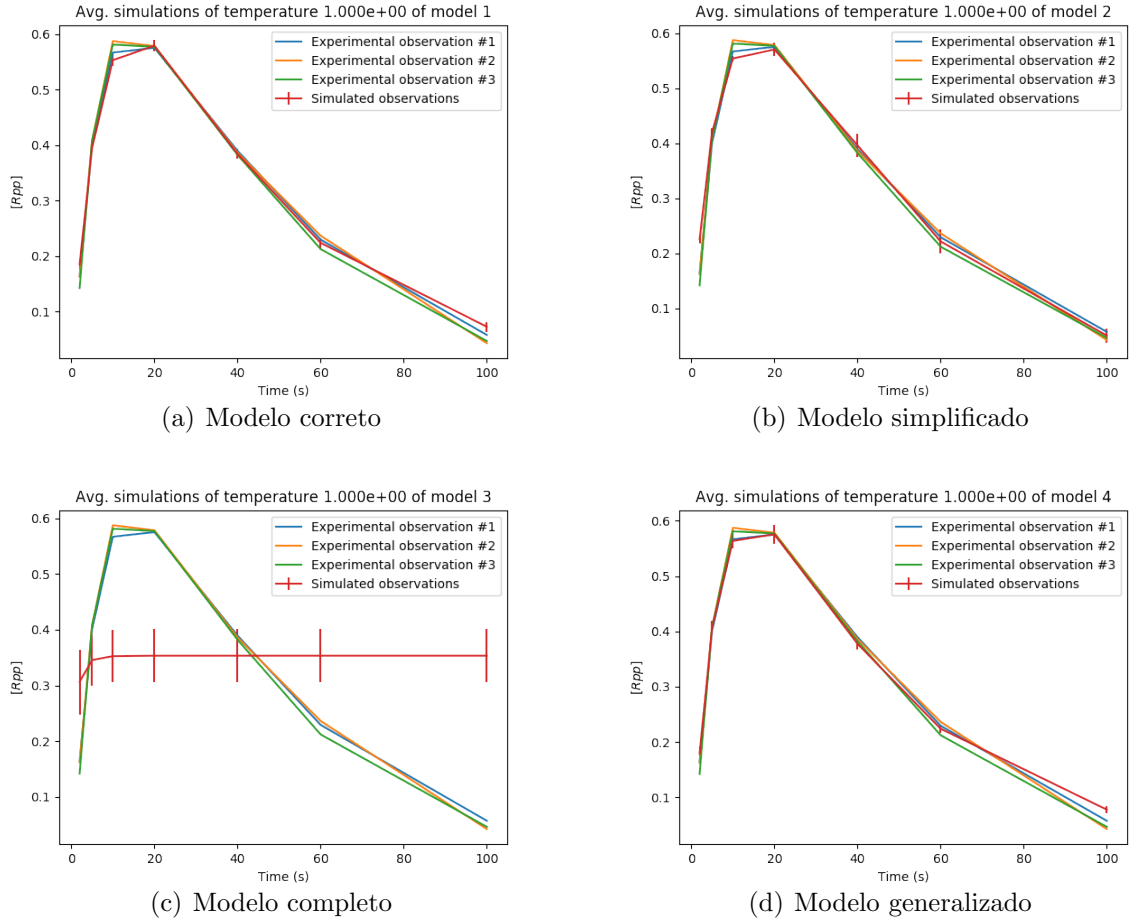 Avg. simulations of temperature 1.000e+00 of model 1
Experimental observation #1
Experimental observation #2
Experimental observation #3
Simulated observations
[Rpp]
0.6
0.5
0.4
0.3
0.2
0.1
0 20 40 60 80 100
Time (s)
(a) Modelo correto
Avg. simulations of temperature 1.000e+00 of model 2
Experimental observation #1
Experimental observation #2
Experimental observation #3
Simulated observations
[Rpp]
0.6
0.5
0.4
0.3
0.2
0.1
0 20 40 60 80 100
Time (s)
(b) Modelo simplificado
Avg. simulations of temperature 1.000e+00 of model 3
Experimental observation #1
Experimental observation #2
Experimental observation #3
Simulated observations
[Rpp]
0.6
0.5
0.4
0.3
0.2
0.1
0 20 40 60 80 100
Time (s)
(c) Modelo completo
Avg. simulations of temperature 1.000e+00 of model 4
Experimental observation #1
Experimental observation #2
Experimental observation #3
Simulated observations
[Rpp]
0.6
0.5
0.4
0.3
0.2
0.1
0 20 40 60 80 100
Time (s)
(d) Modelo generalizado